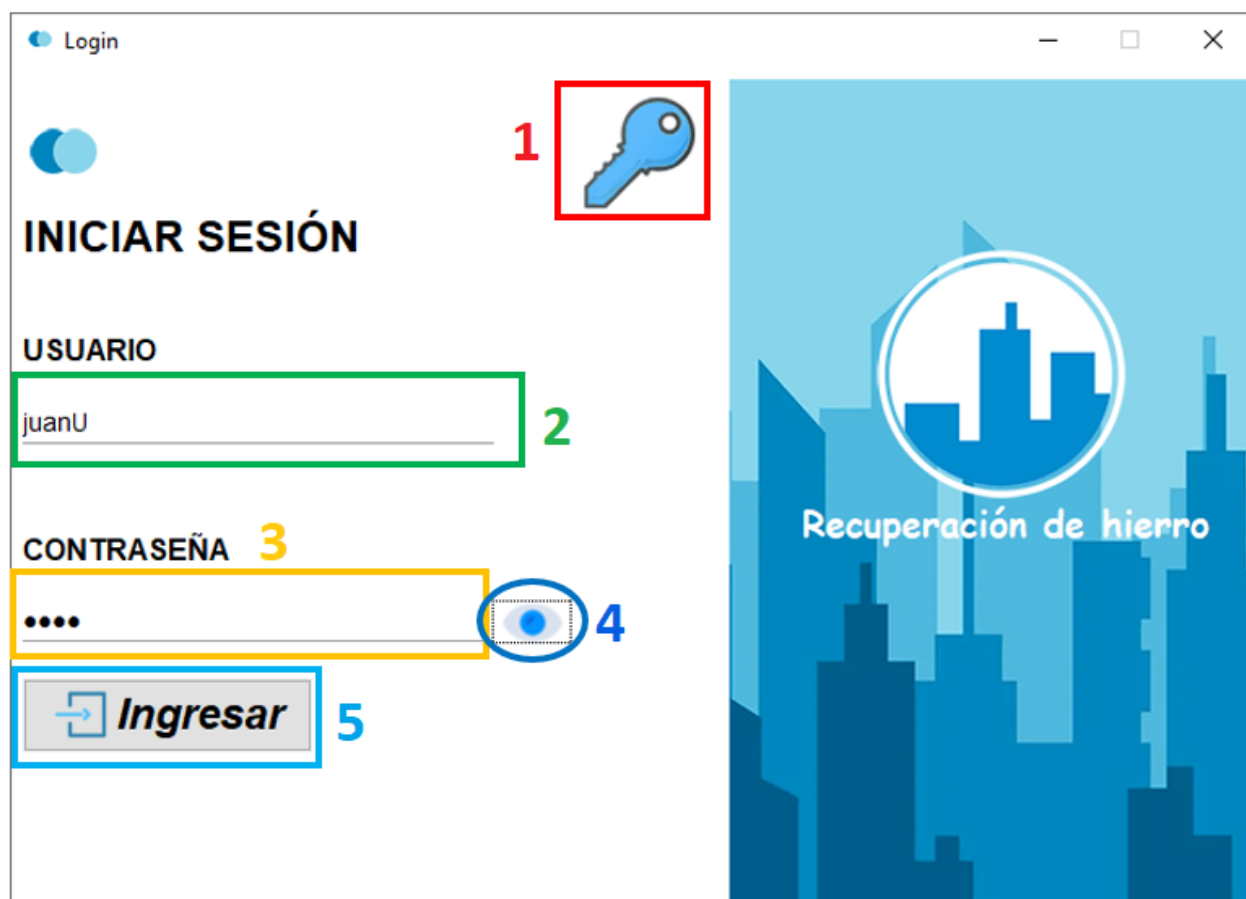 Login
1
INICIAR SESIÓN
USUARIO
juanU
2
CONTRASEÑA 3
••••
4
Ingresar
5
Recuperación de hierro